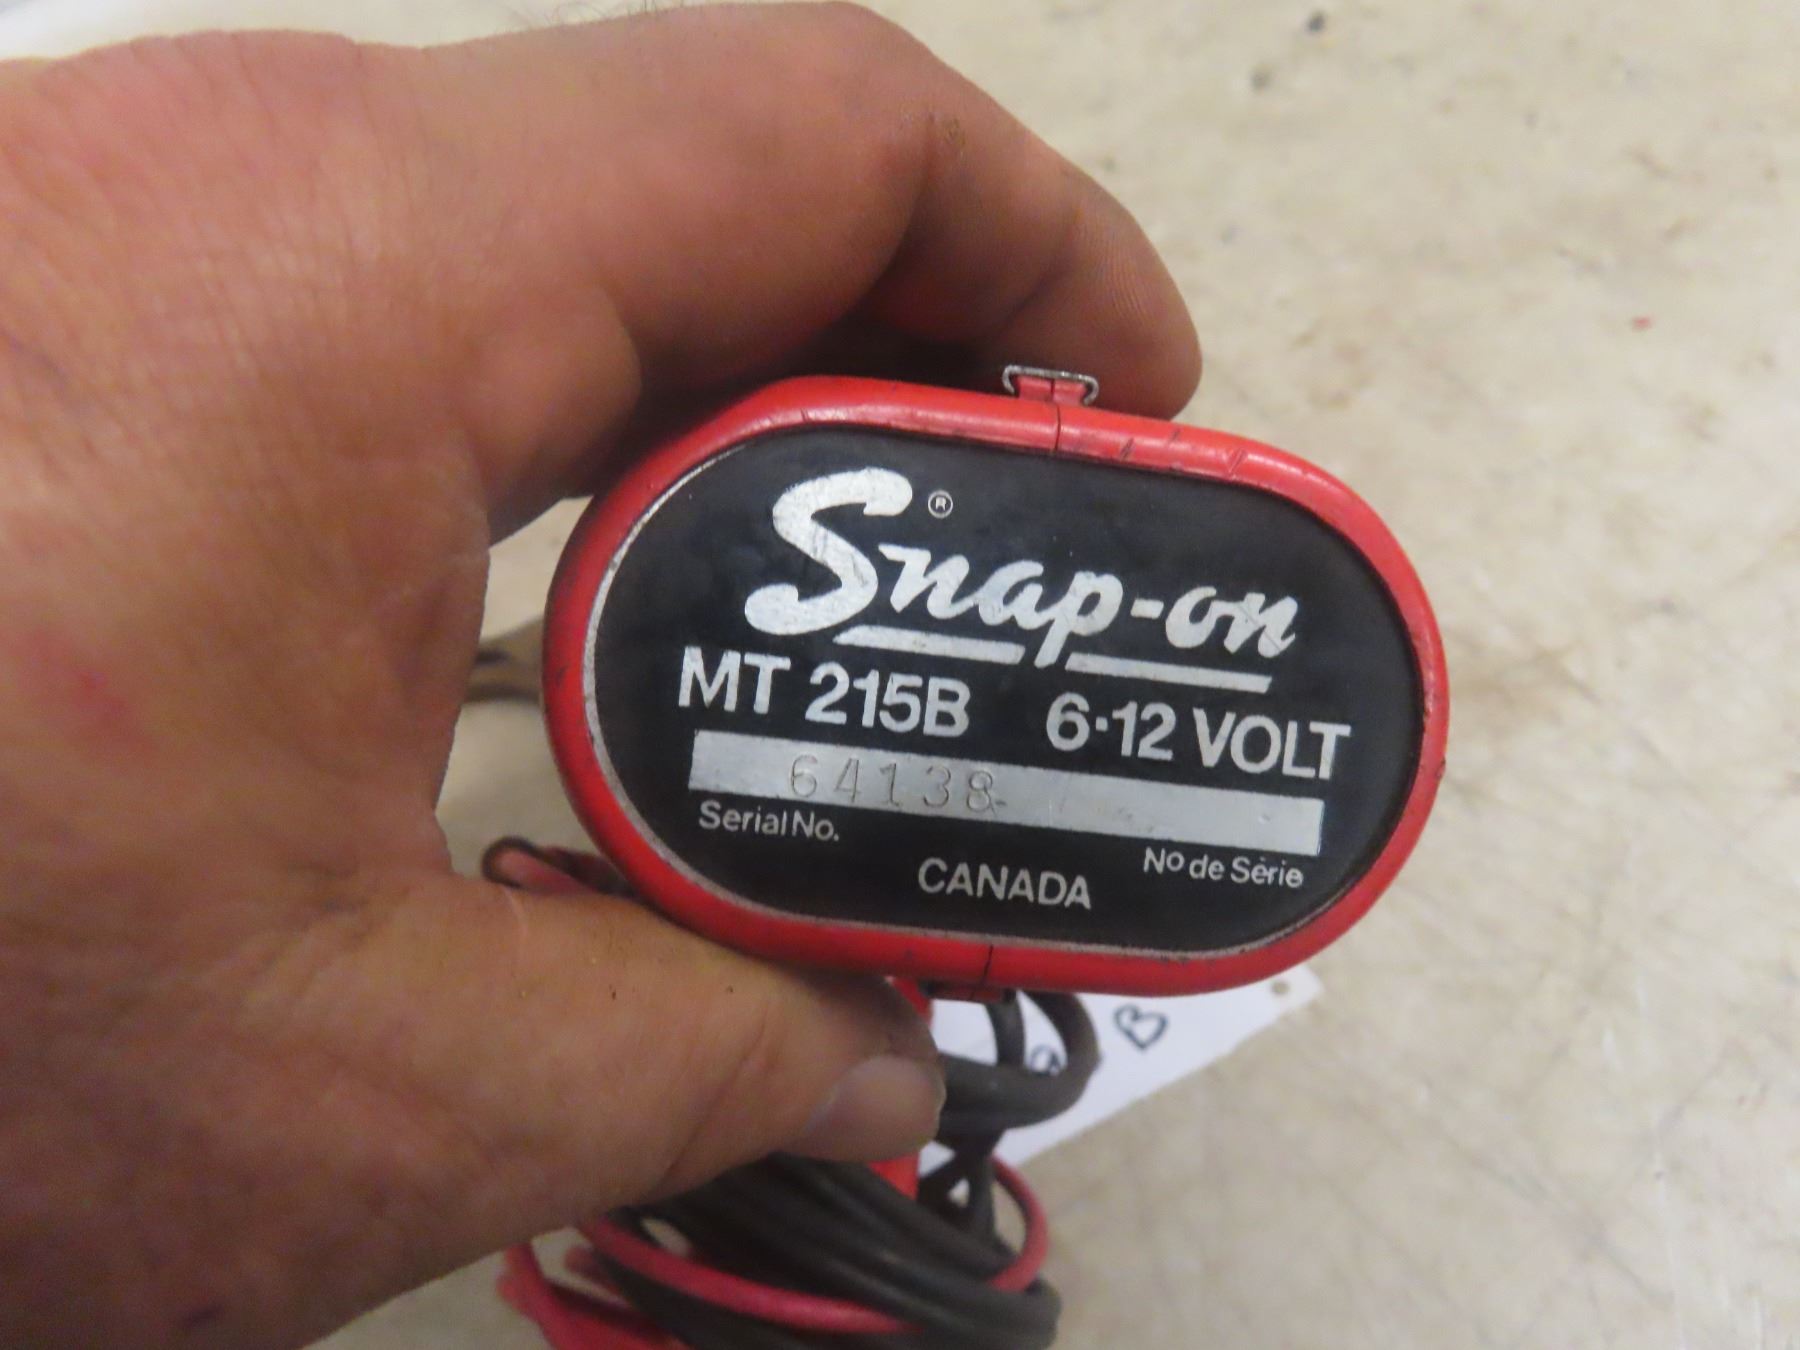 Snap-on ®
MT 215B 6·12 VOLT
64138
Serial No.
No de Série
CANADA
B